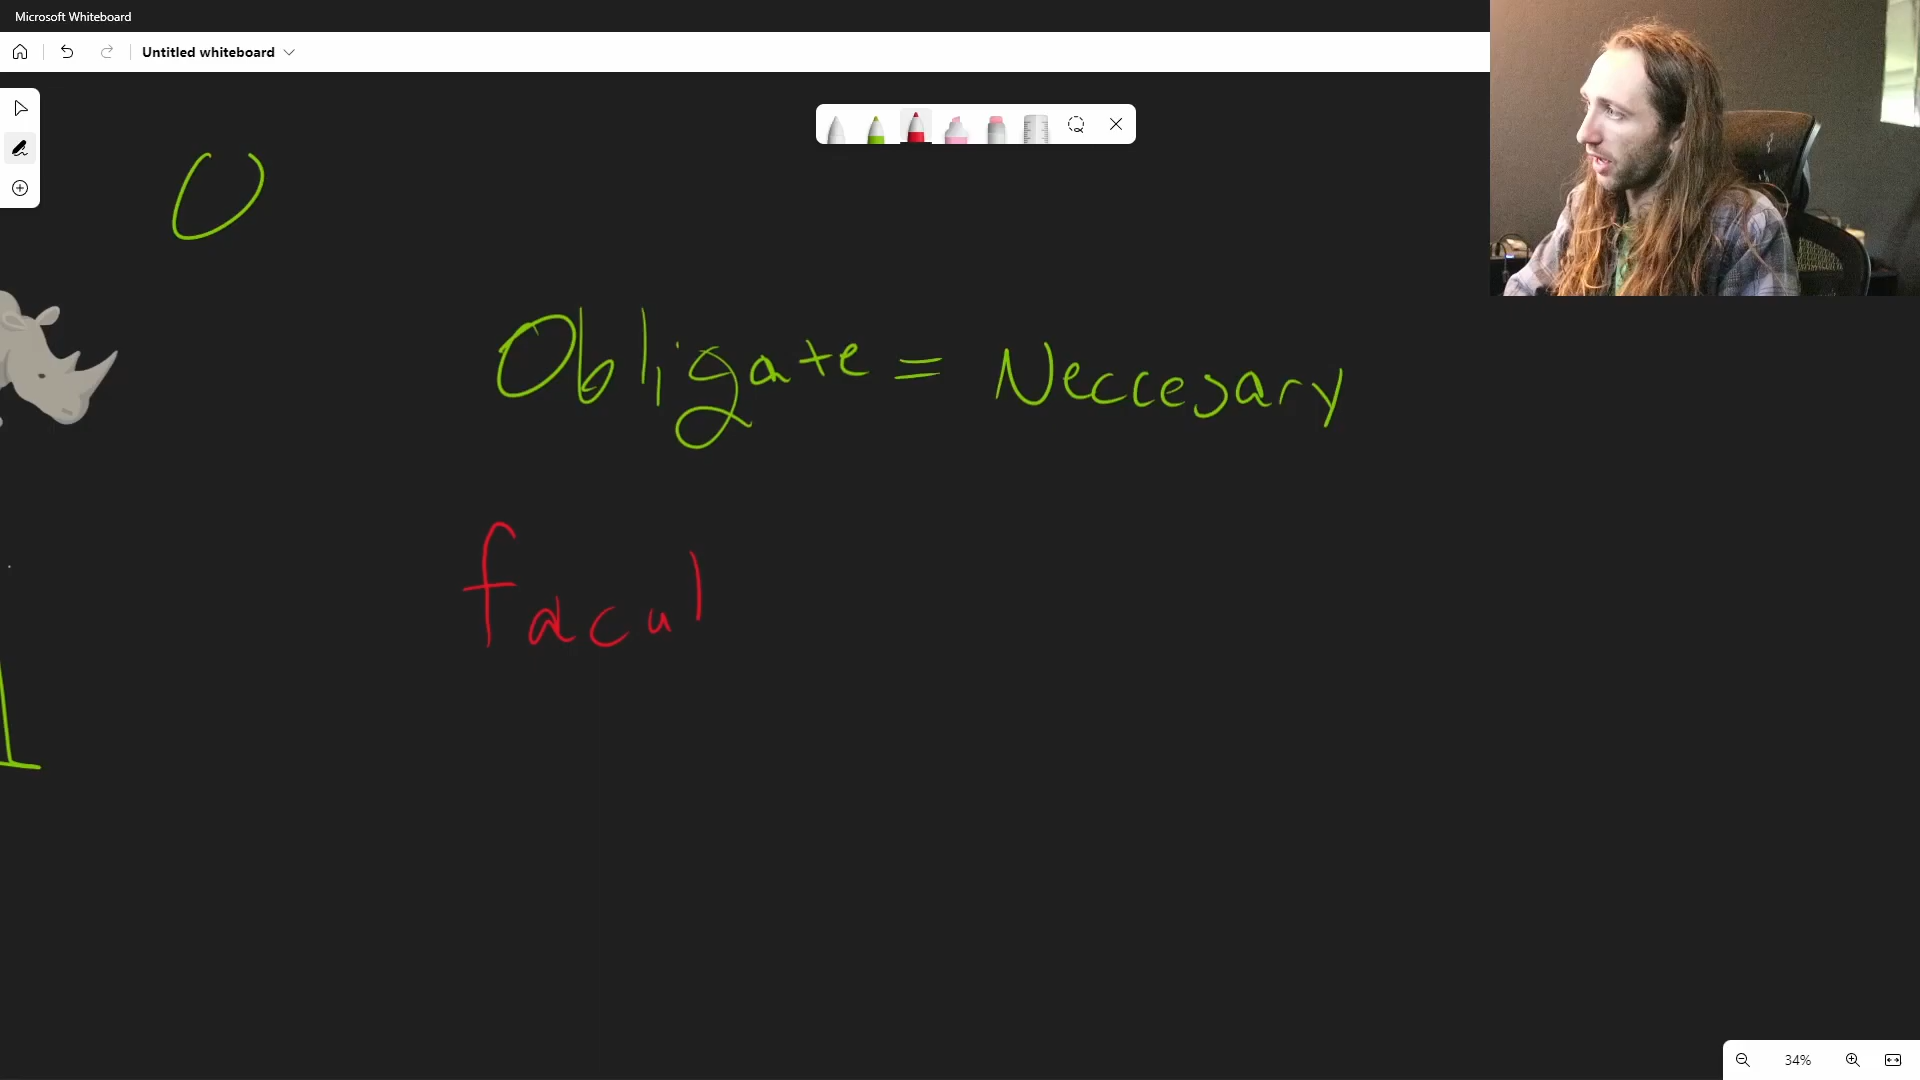 Microsoft Whiteboard
Untitled whiteboard
O
Obligate = Neccesary
facul
34%